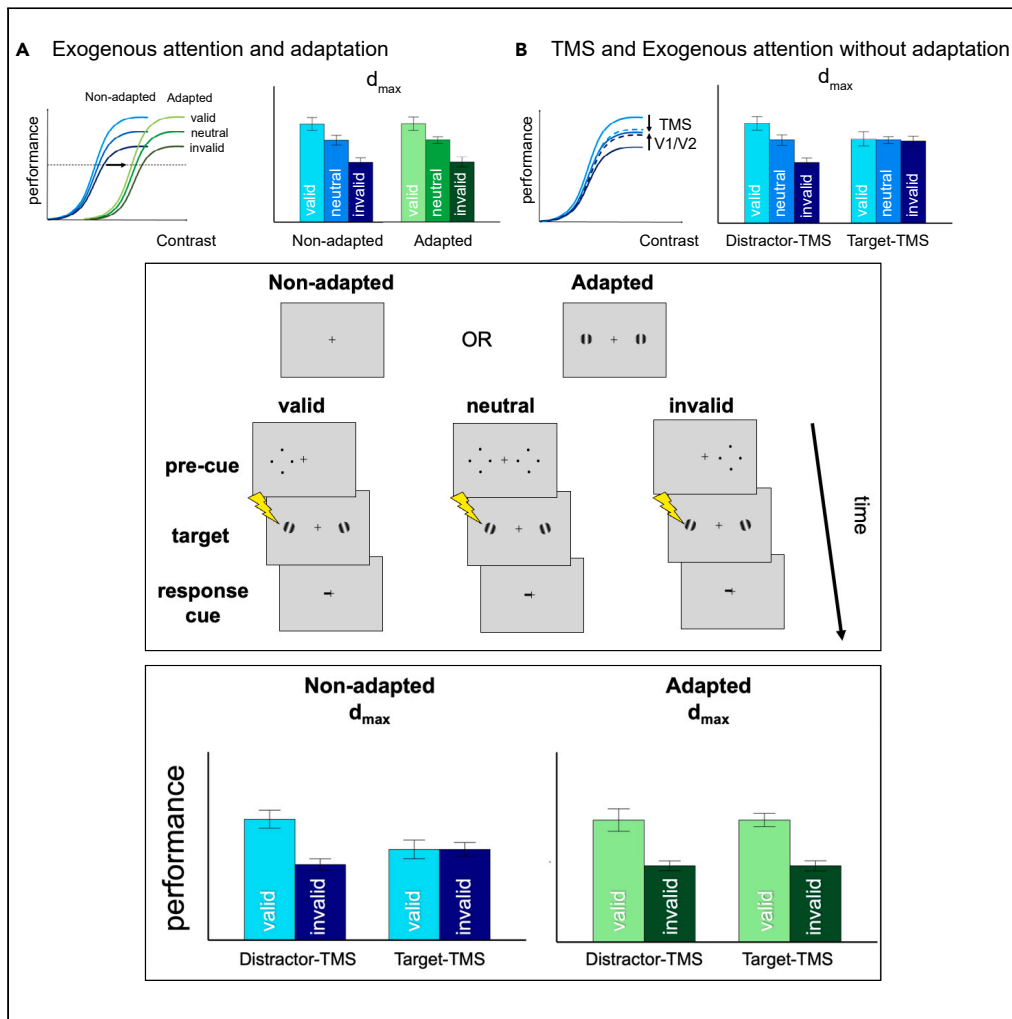 A Exogenous attention and adaptation
Non-adapted Adapted
valid
neutral
invalid
performance
Contrast
dmax
valid
neutral
invalid
valid
neutral
invalid
Non-adapted Adapted
B TMS and Exogenous attention without adaptation
TMS
V1/V2
performance
Contrast
dmax
valid
neutral
invalid
valid
neutral
invalid
Distractor-TMS Target-TMS
Non-adapted Adapted
OR
valid neutral invalid
pre-cue
target
response
cue
time
Non-adapted
dmax
performance
valid
invalid
valid
invalid
Distractor-TMS Target-TMS
Adapted
dmax
valid
invalid
valid
invalid
Distractor-TMS Target-TMS